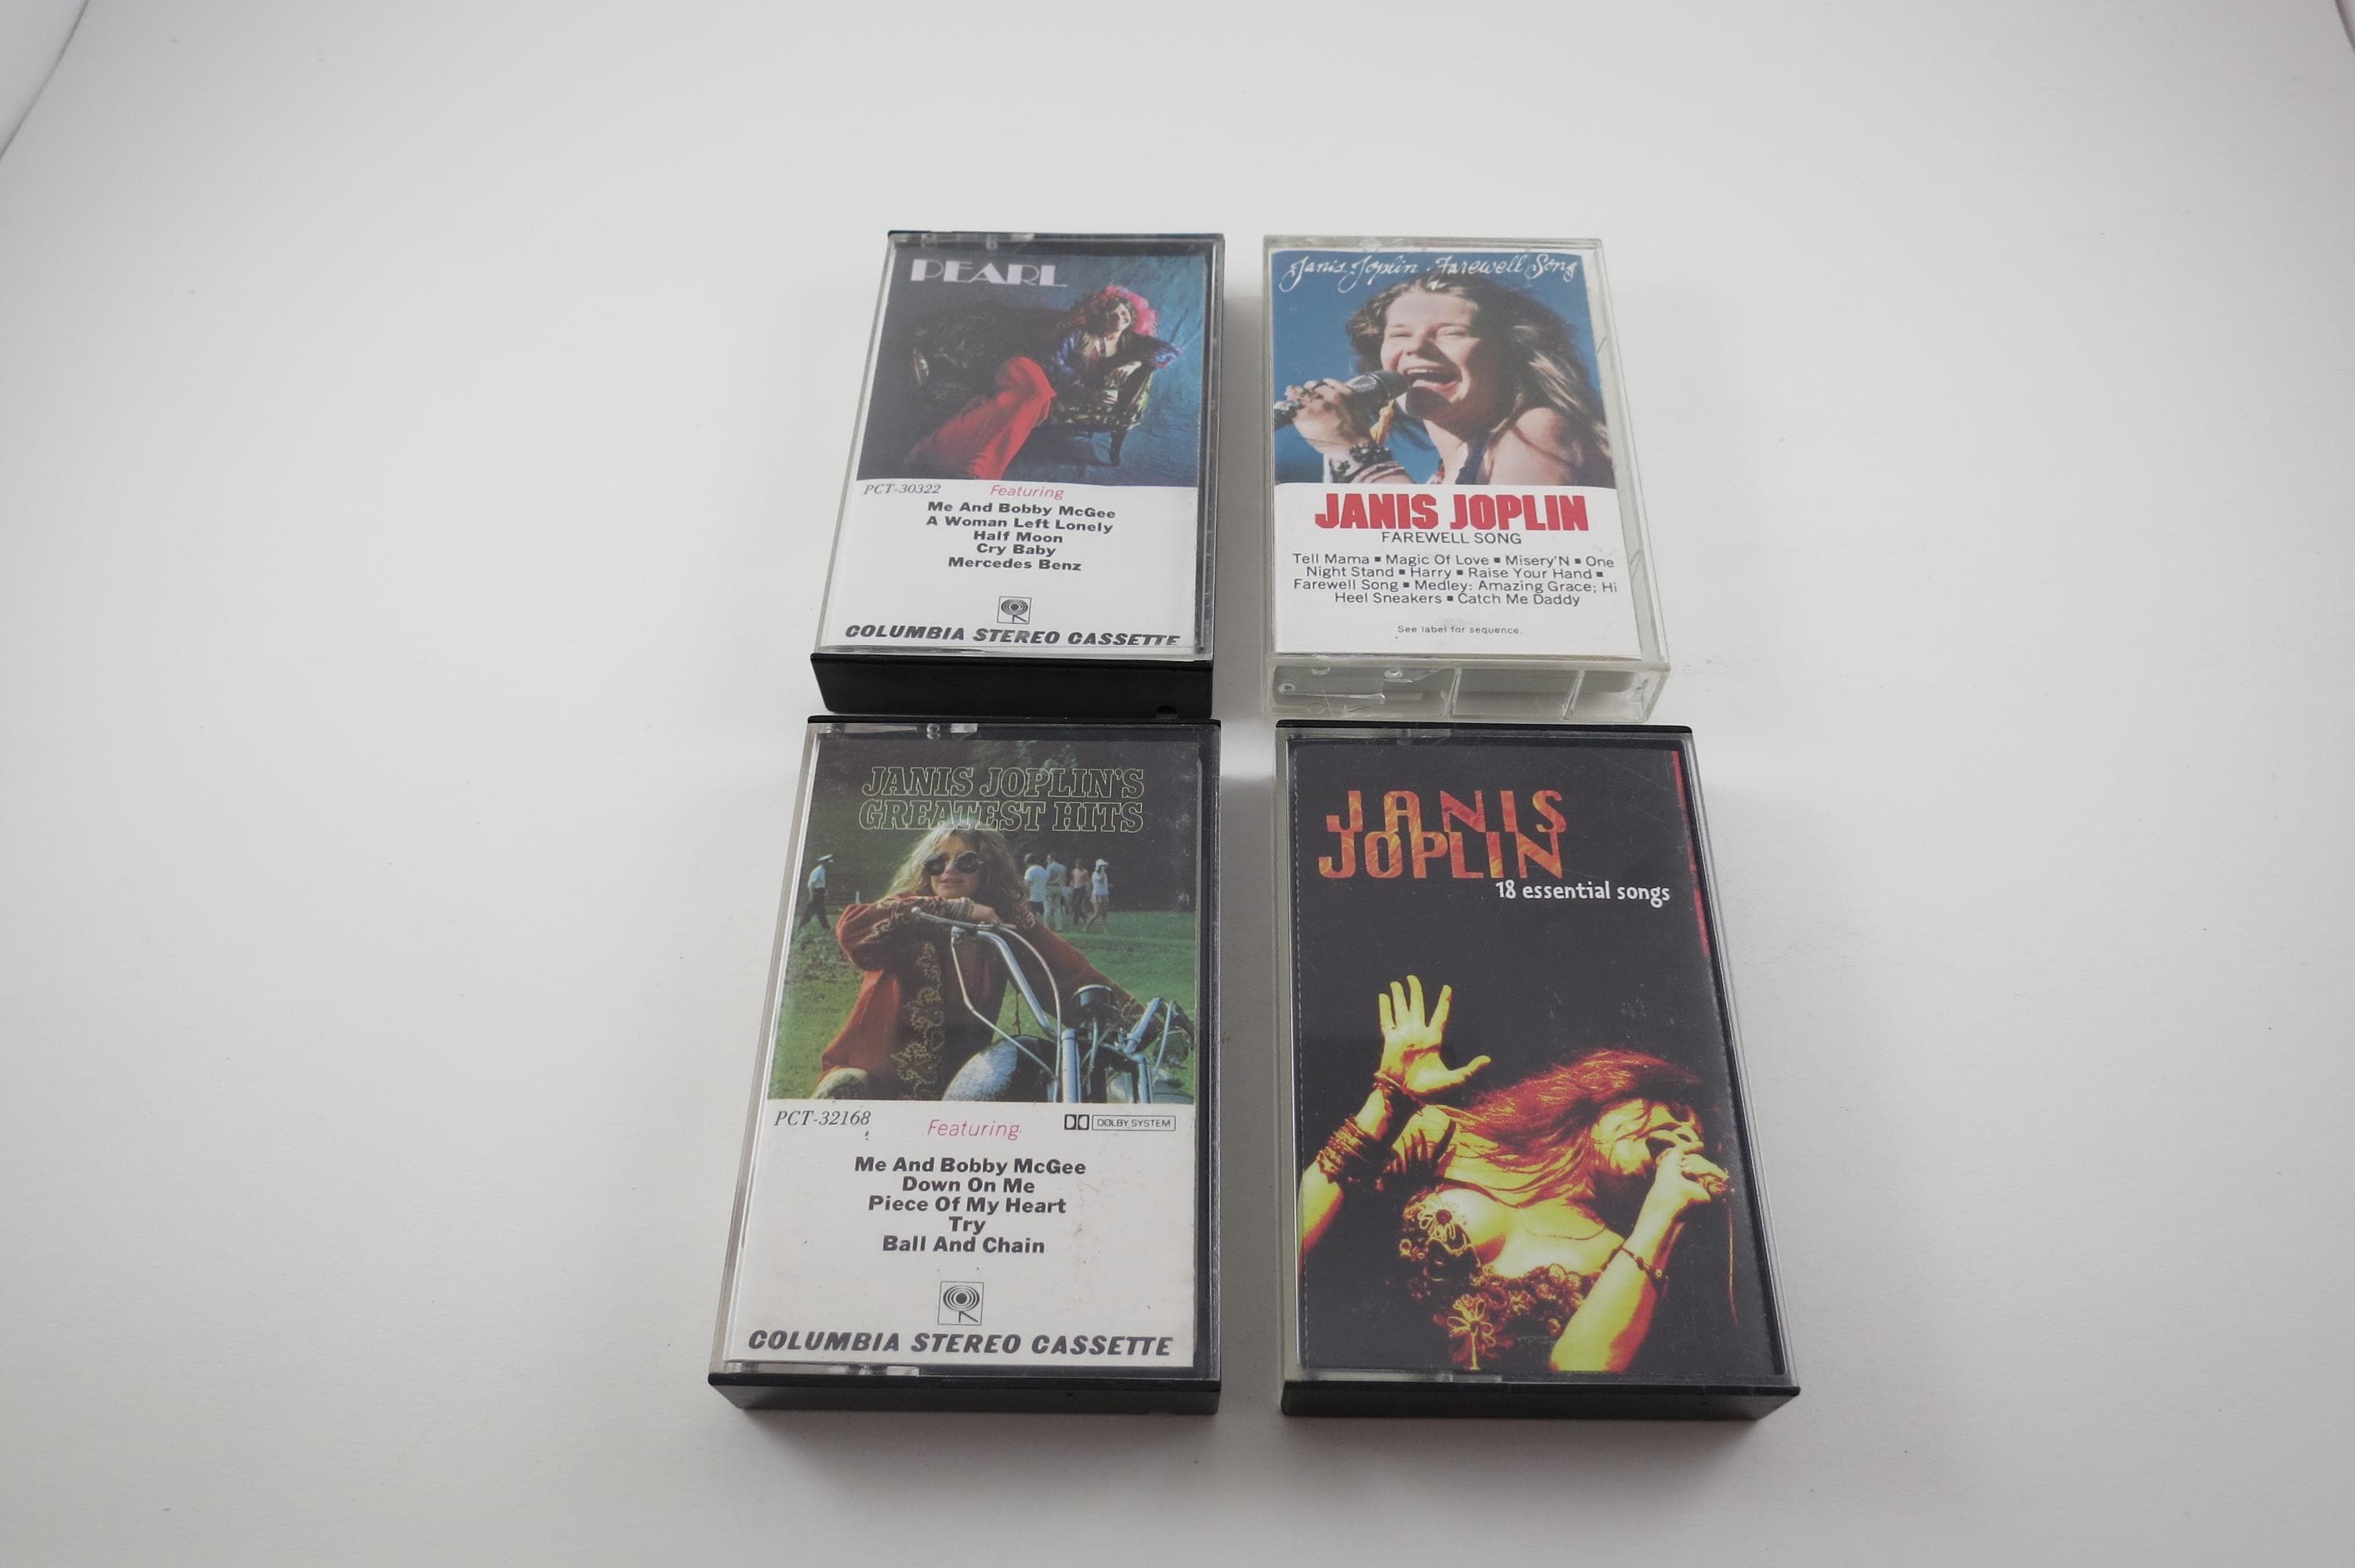 PEARL
PCT-30322
Featuring
Me And Bobby McGee
A Woman Left Lonely
Half Moon
Cry Baby
Mercedes Benz
COLUMBIA STEREO CASSETTE
Janis Joplin · Farewell Song
JANIS JOPLIN
FAREWELL SONG
Tell Mama ▪ Magic Of Love ▪ Misery'N ▪ One
Night Stand ▪ Harry ▪ Raise Your Hand ▪
Farewell Song ▪ Medley: Amazing Grace; Hi
Heel Sneakers ▪ Catch Me Daddy
See label for sequence.
JANIS JOPLIN'S
GREATEST HITS
PCT-32168
Featuring
DOLBY SYSTEM
Me And Bobby McGee
Down On Me
Piece Of My Heart
Try
Ball And Chain
COLUMBIA STEREO CASSETTE
JANIS
JOPLIN
18 essential songs